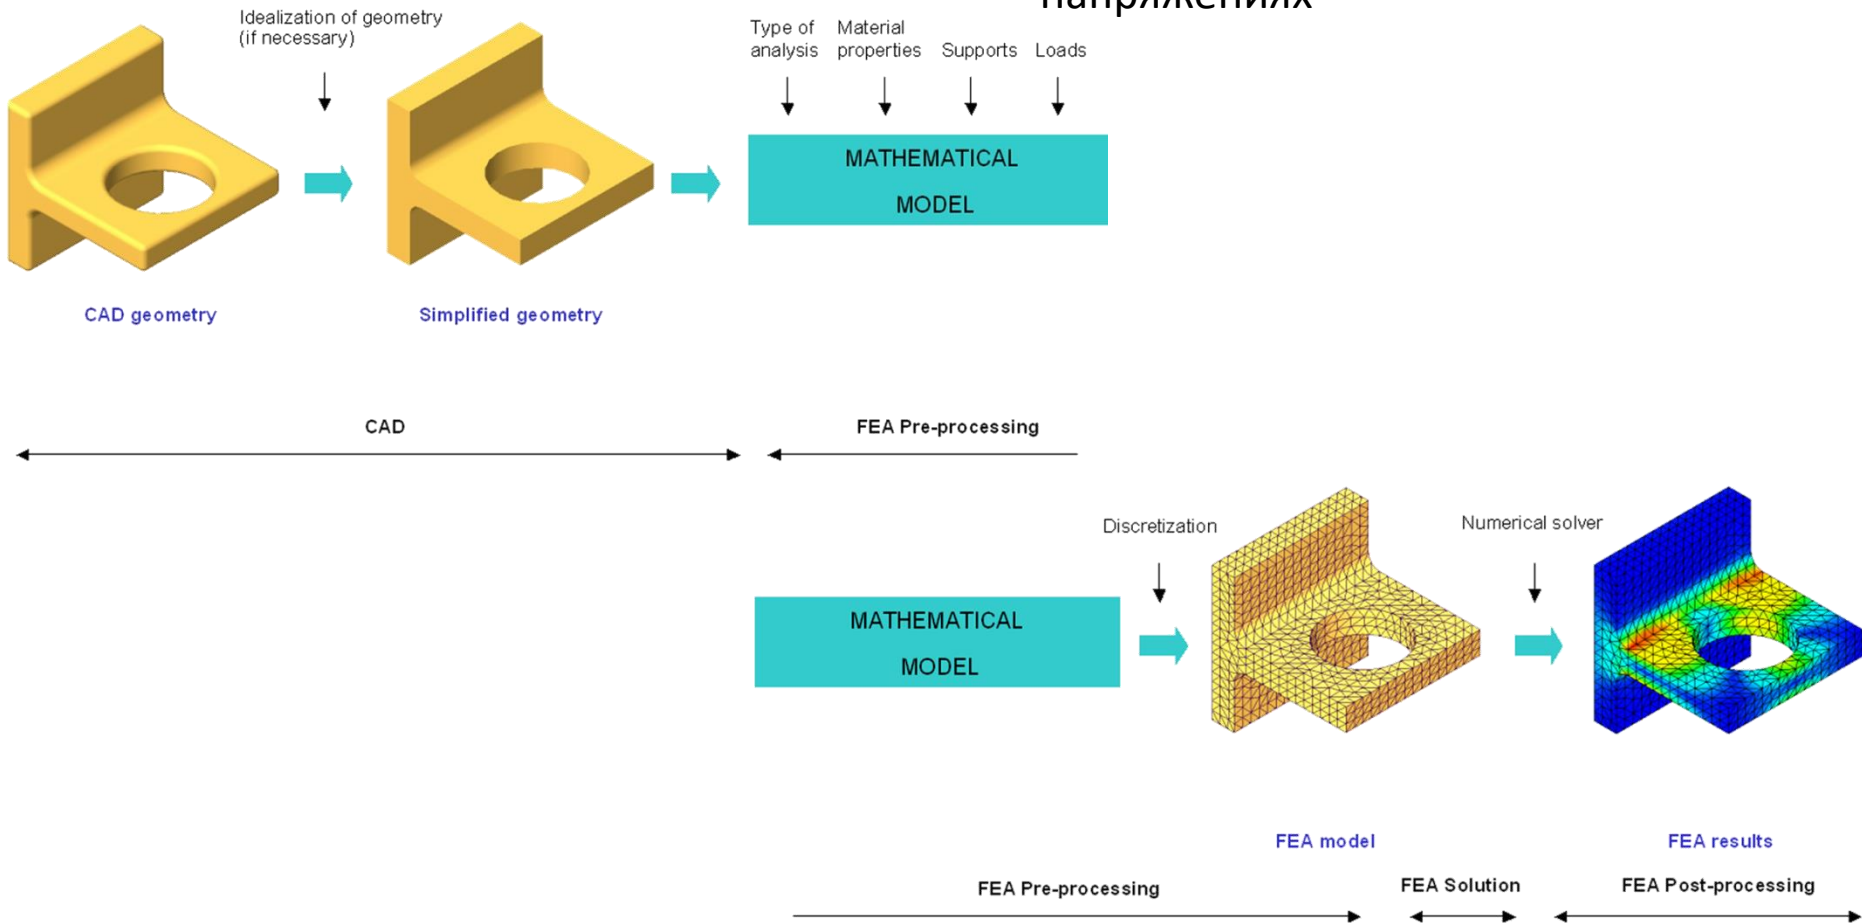 напряжениях
Idealization of geometry
(if necessary)
Type of
analysis
Material
properties
Supports
Loads
MATHEMATICAL
MODEL
CAD geometry
Simplified geometry
CAD
FEA Pre-processing
Discretization
Numerical solver
MATHEMATICAL
MODEL
FEA model
FEA results
FEA Pre-processing
FEA Solution
FEA Post-processing